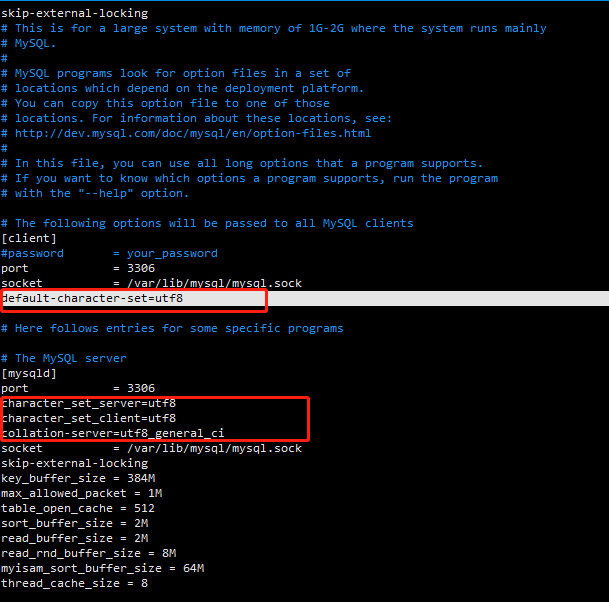 skip-external-locking
# This is for a large system with memory of 1G-2G where the system runs mainly
# MySQL.
#
# MySQL programs look for option files in a set of
# locations which depend on the deployment platform.
# You can copy this option file to one of those
# locations. For information about these locations, see:
# http://dev.mysql.com/doc/mysql/en/option-files.html
#
# In this file, you can use all long options that a program supports.
# If you want to know which options a program supports, run the program
# with the "--help" option.
# The following options will be passed to all MySQL clients
[client]
#password       = your_password
port            = 3306
socket          = /var/lib/mysql/mysql.sock
default-character-set=utf8
# Here follows entries for some specific programs
# The MySQL server
[mysqld]
port            = 3306
character_set_server=utf8
character_set_client=utf8
collation-server=utf8_general_ci
socket          = /var/lib/mysql/mysql.sock
skip-external-locking
key_buffer_size = 384M
max_allowed_packet = 1M
table_open_cache = 512
sort_buffer_size = 2M
read_buffer_size = 2M
read_rnd_buffer_size = 8M
myisam_sort_buffer_size = 64M
thread_cache_size = 8